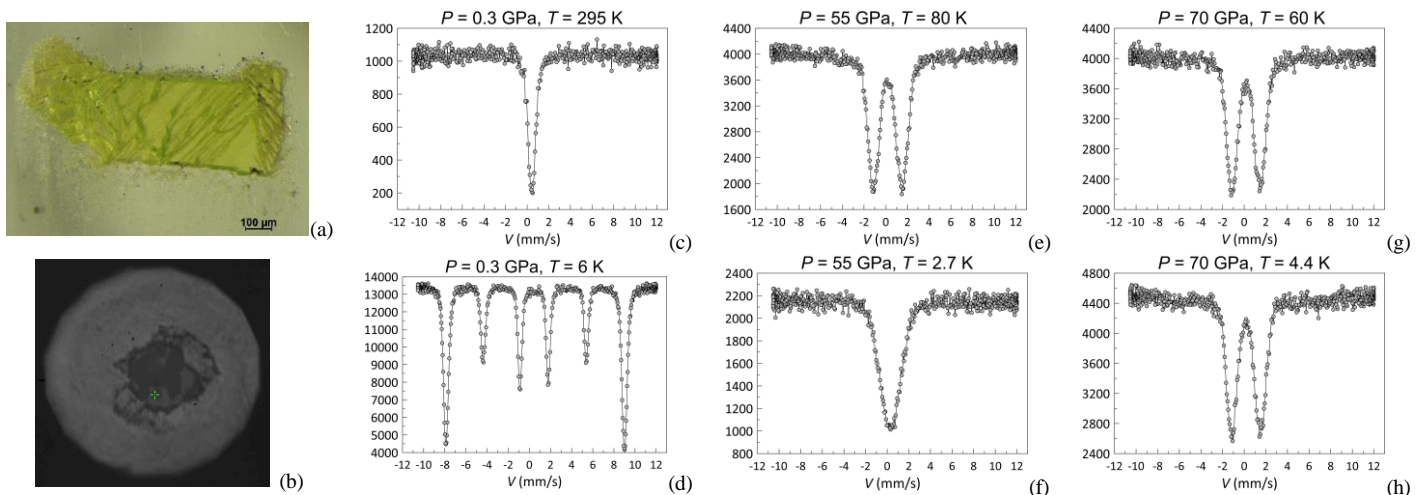 100 µm
(a)
(b)
P = 0.3 GPa, T = 295 K
1200
1000
800
600
400
200
-12 -10 -8 -6 -4 -2 0 2 4 6 8 10 12
V (mm/s)
(c)
P = 0.3 GPa, T = 6 K
14000
13000
12000
11000
10000
9000
8000
7000
6000
5000
4000
-12 -10 -8 -6 -4 -2 0 2 4 6 8 10 12
V (mm/s)
(d)
P = 55 GPa, T = 80 K
4400
4000
3600
3200
2800
2400
2000
1600
-12 -10 -8 -6 -4 -2 0 2 4 6 8 10 12
V (mm/s)
(e)
P = 55 GPa, T = 2.7 K
2400
2200
2000
1800
1600
1400
1200
1000
800
-12 -10 -8 -6 -4 -2 0 2 4 6 8 10 12
V (mm/s)
(f)
P = 70 GPa, T = 60 K
4400
4200
4000
3800
3600
3400
3200
3000
2800
2600
2400
2200
2000
-12 -10 -8 -6 -4 -2 0 2 4 6 8 10 12
V (mm/s)
(g)
P = 70 GPa, T = 4.4 K
4800
4400
4000
3600
3200
2800
2400
-12 -10 -8 -6 -4 -2 0 2 4 6 8 10 12
V (mm/s)
(h)